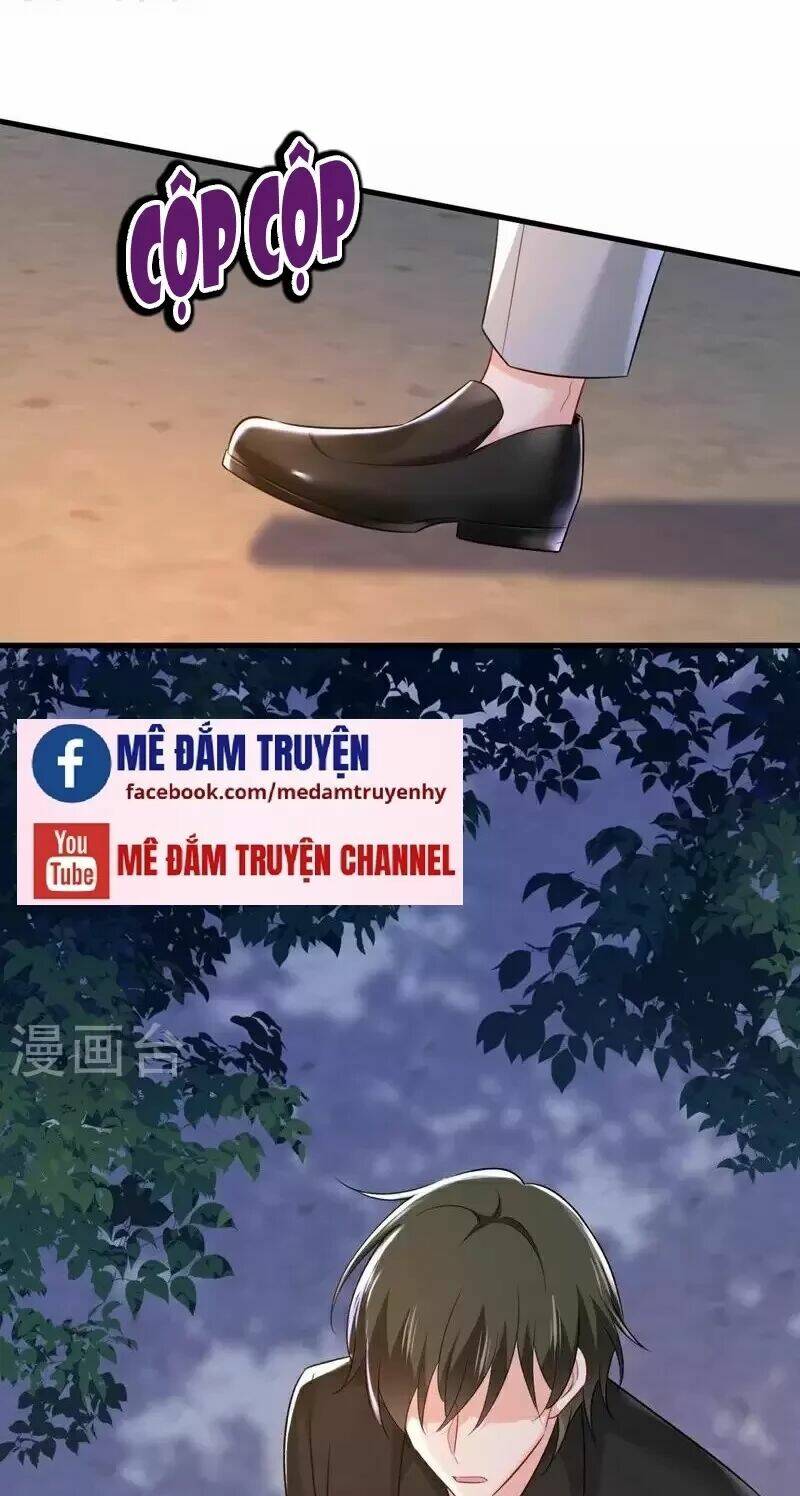 CỘP CỘP
MÊ ĐẮM TRUYỆN
facebook.com/medamtruyenhy
You
Tube
MÊ ĐẮM TRUYỆN CHANNEL
漫画台